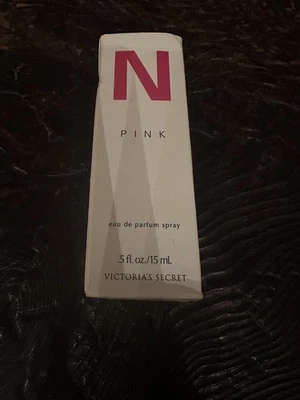 N
PINK
eau de parfum spray
.5 fl. oz./15 mL
VICTORIA'S SECRET